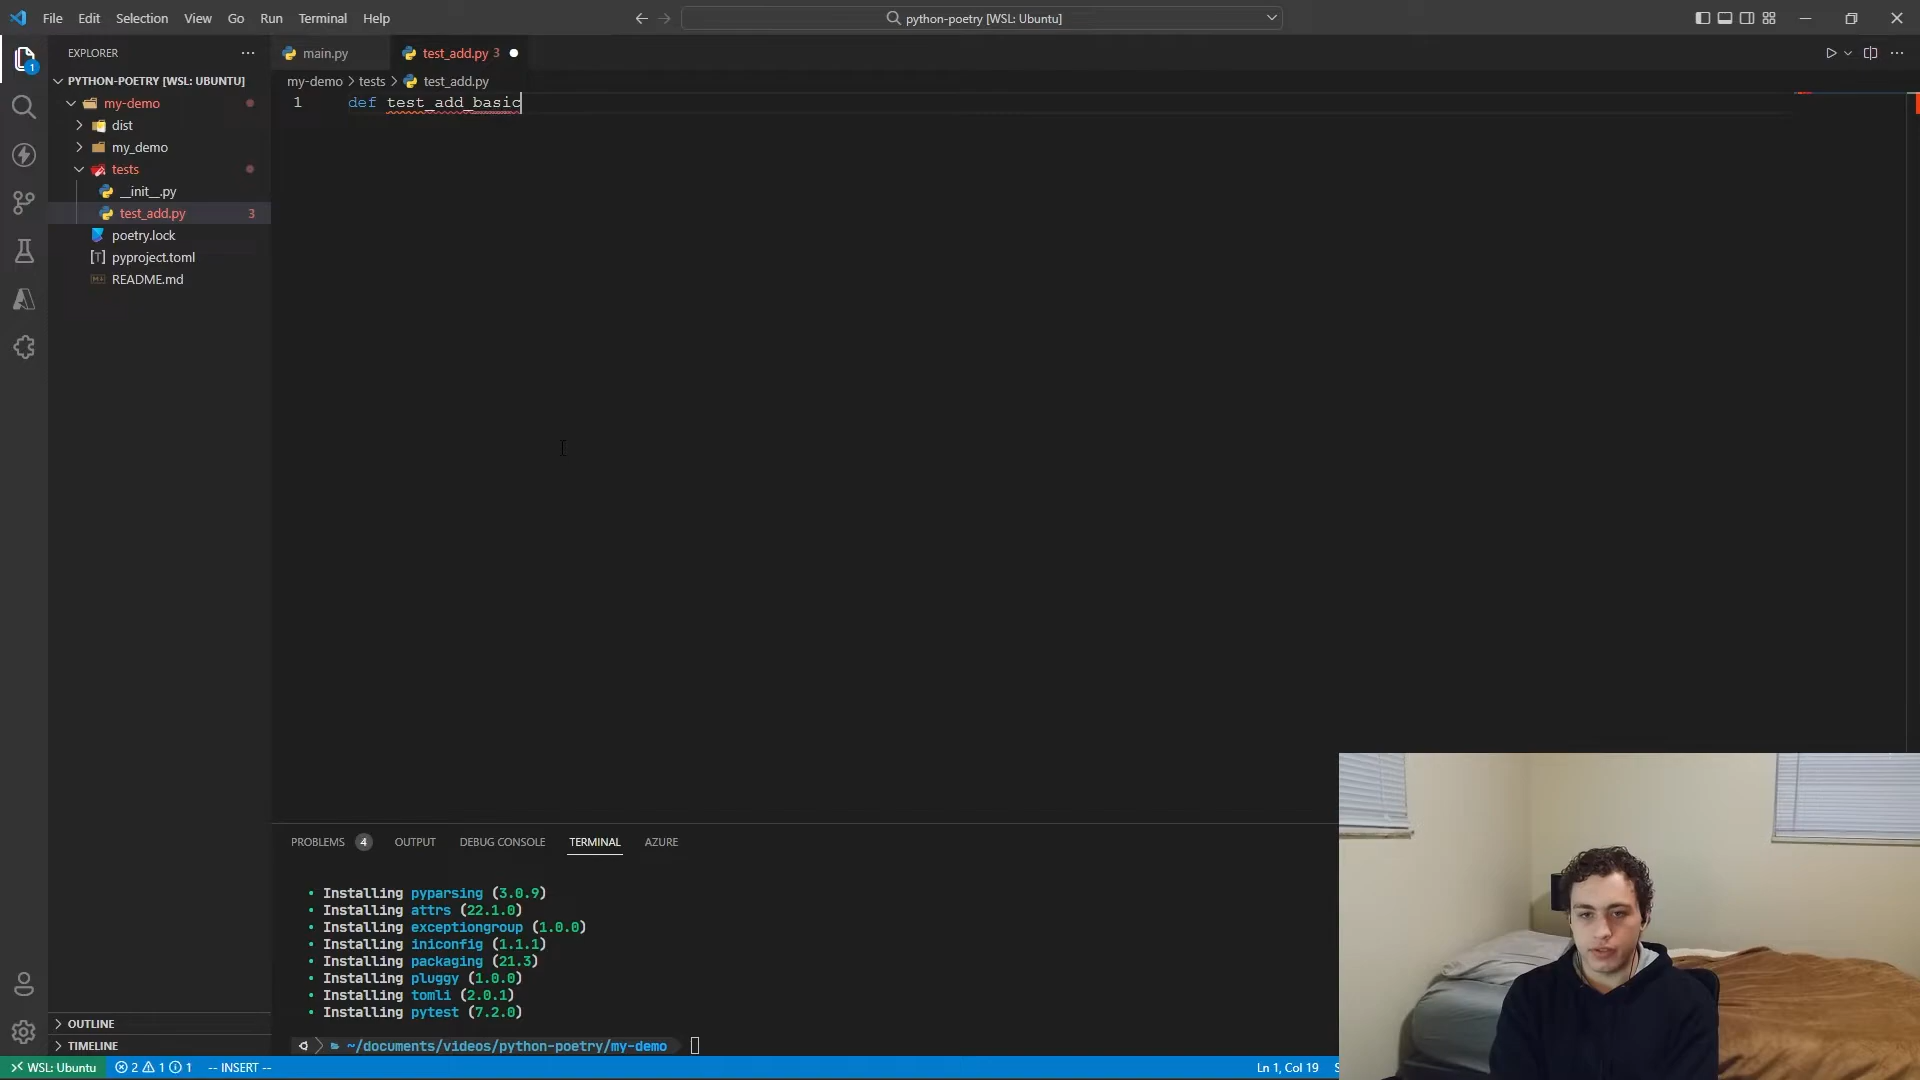 File Edit Selection View Go Run Terminal Help
python-poetry [WSL: Ubuntu]
EXPLORER
main.py
test_add.py 3
1
PYTHON-POETRY [WSL: UBUNTU]
my-demo > tests > test_add.py
my-demo
1 def test_add_basic
dist
my_demo
tests
__init__.py
test_add.py 3
poetry.lock
[T] pyproject.toml
README.md
PROBLEMS 4 OUTPUT DEBUG CONSOLE TERMINAL AZURE
• Installing pyparsing (3.0.9)
• Installing attrs (22.1.0)
• Installing exceptiongroup (1.0.0)
• Installing iniconfig (1.1.1)
• Installing packaging (21.3)
• Installing pluggy (1.0.0)
• Installing tomli (2.0.1)
• Installing pytest (7.2.0)
~/documents/videos/python-poetry/my-demo
OUTLINE
TIMELINE
WSL: Ubuntu 2 1 1 -- INSERT --
Ln 1, Col 19